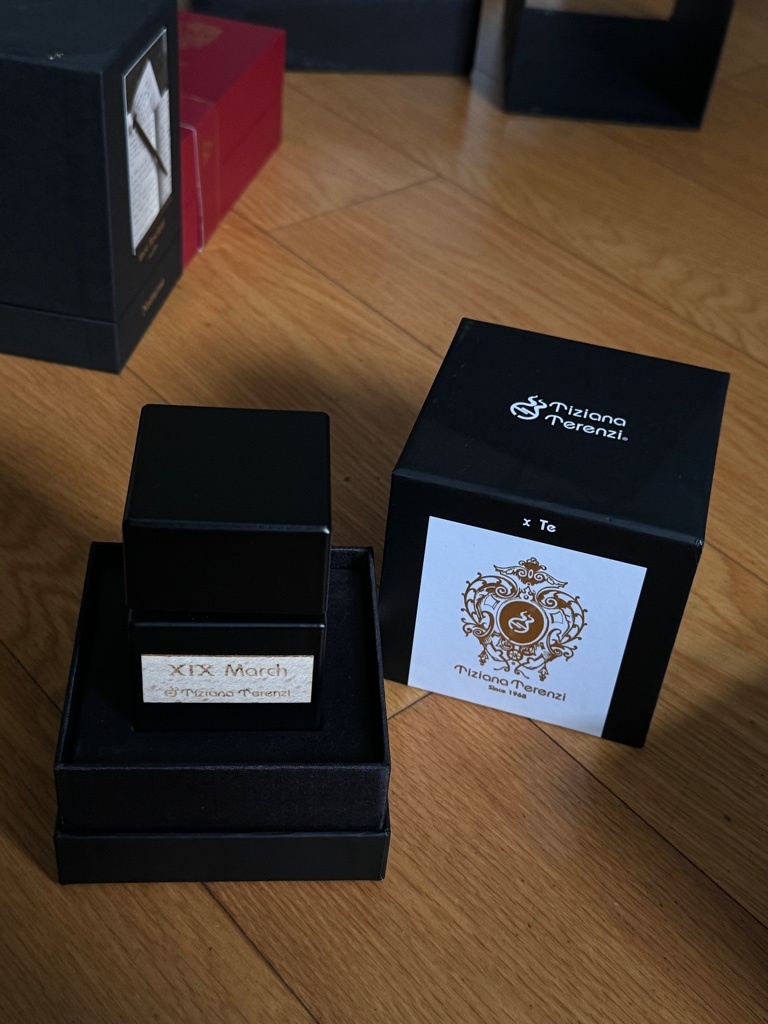 Tiziana
Terenzi®
x Te
Tiziana Terenzi
Since 1968
XIX March
Tiziana Terenzi